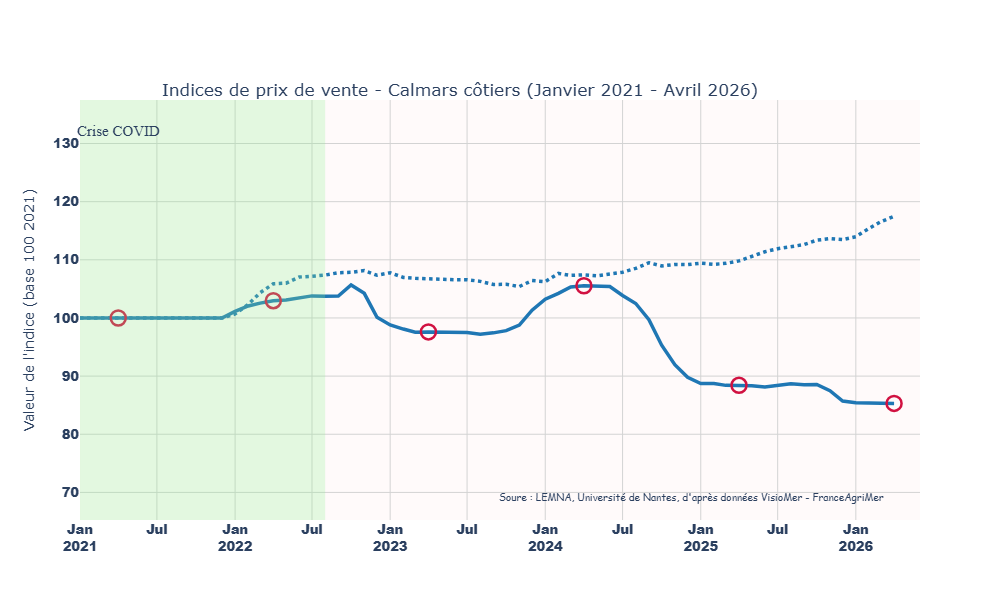 Indices de prix de vente - Calmars côtiers (Janvier 2021 - Avril 2026)
Crise COVID
Valeur de l'indice (base 100 2021)
130
120
110
100
90
80
70
Soure : LEMNA, Université de Nantes, d'après données VisioMer - FranceAgriMer
Jan Jul Jan Jul Jan Jul Jan Jul Jan Jul Jan
2021 2022 2023 2024 2025 2026